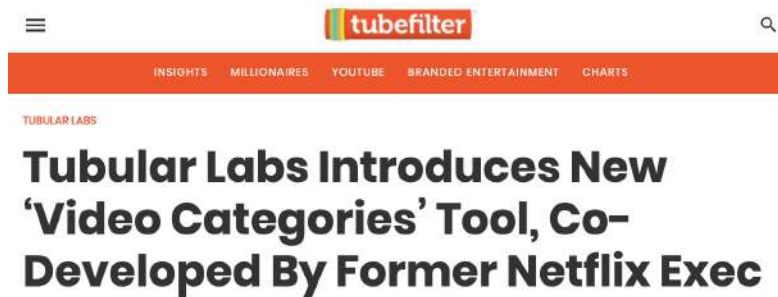 tubefilter
INSIGHTS MILLIONAIRES YOUTUBE BRANDED ENTERTAINMENT CHARTS
TUBULAR LABS
Tubular Labs Introduces New
‘Video Categories’ Tool, Co-
Developed By Former Netflix Exec